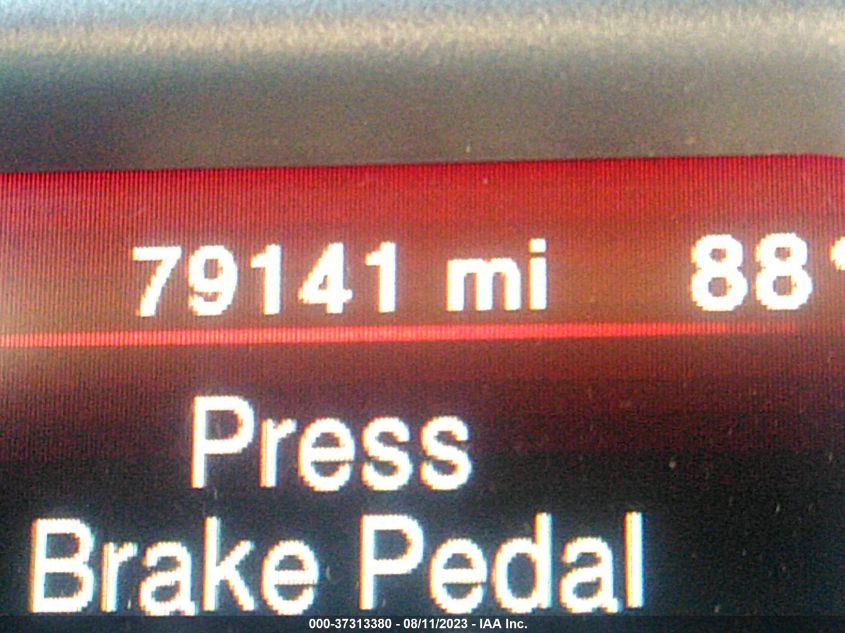 79141 mi 88°
Press
Brake Pedal
000-37313380 - 08/11/2023 - IAA Inc.